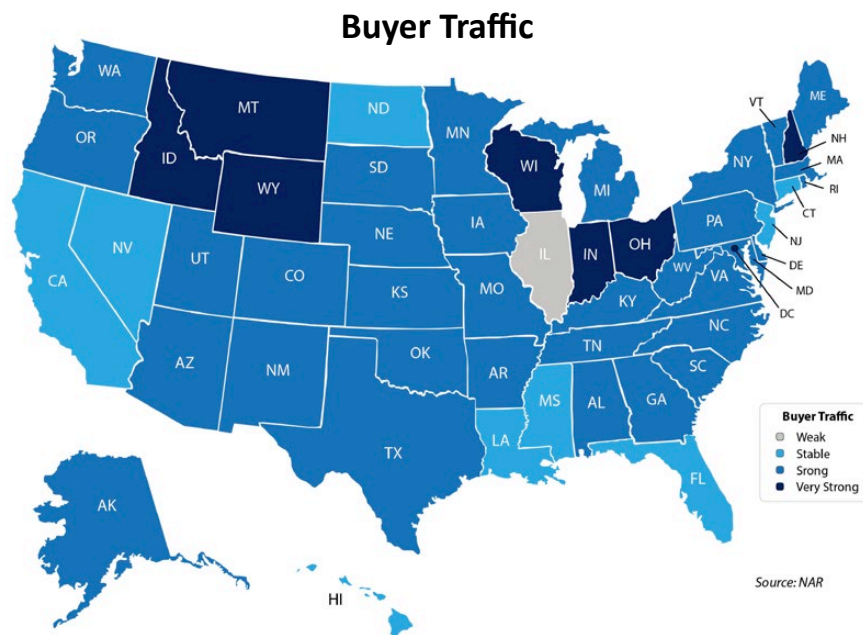 Buyer Traffic
WA
MT
ND
MN
VT
ME
OR
ID
NH
WI
SD
NY
MA
WY
MI
RI
IA
CT
NE
PA
NV
IL
IN
OH
NJ
UT
CA
CO
DE
WV
VA
KS
MO
MD
KY
DC
NC
TN
OK
AZ
NM
AR
SC
MS
AL
GA
LA
TX
FL
Buyer Traffic
Weak
Stable
Srong
Very Strong
AK
Source: NAR
HI